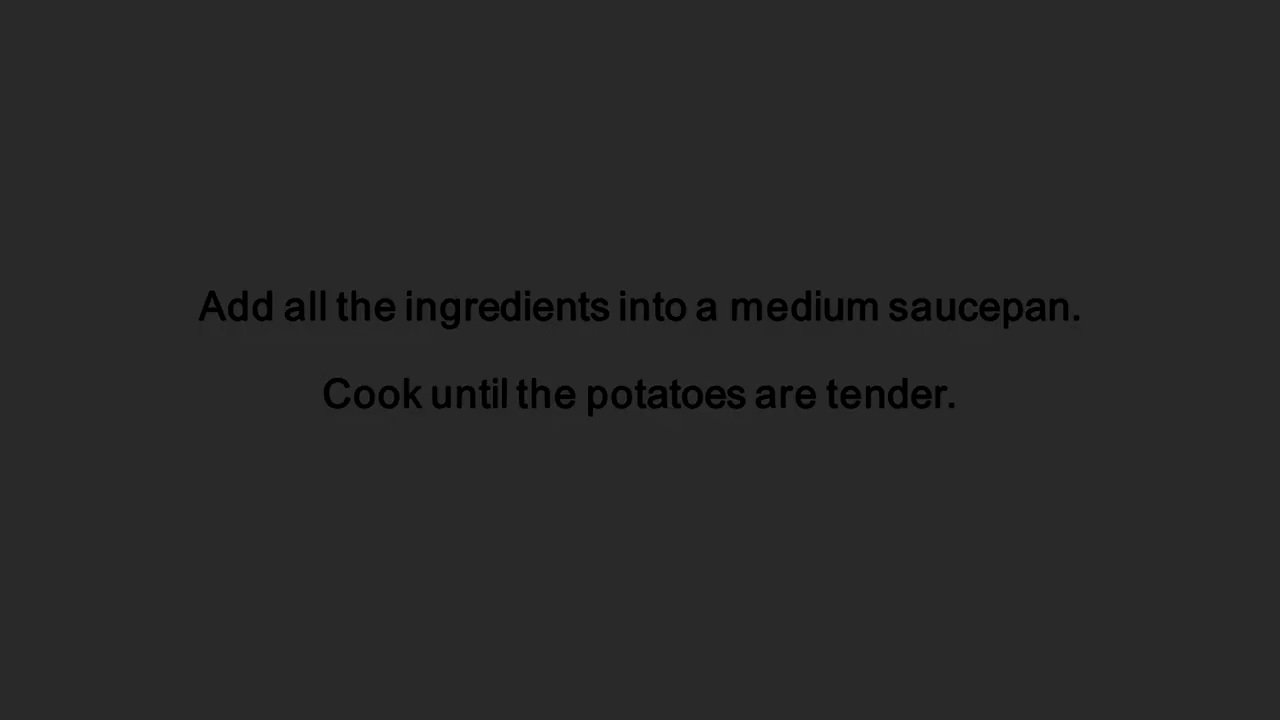 Add all the ingredients into a medium saucepan.
Cook until the potatoes are tender.